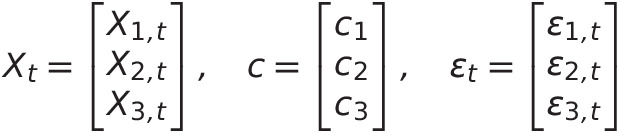 X_t = [X_{1,t} X_{2,t} X_{3,t}], c = [c_1 c_2 c_3], ε_t = [ε_{1,t} ε_{2,t} ε_{3,t}]